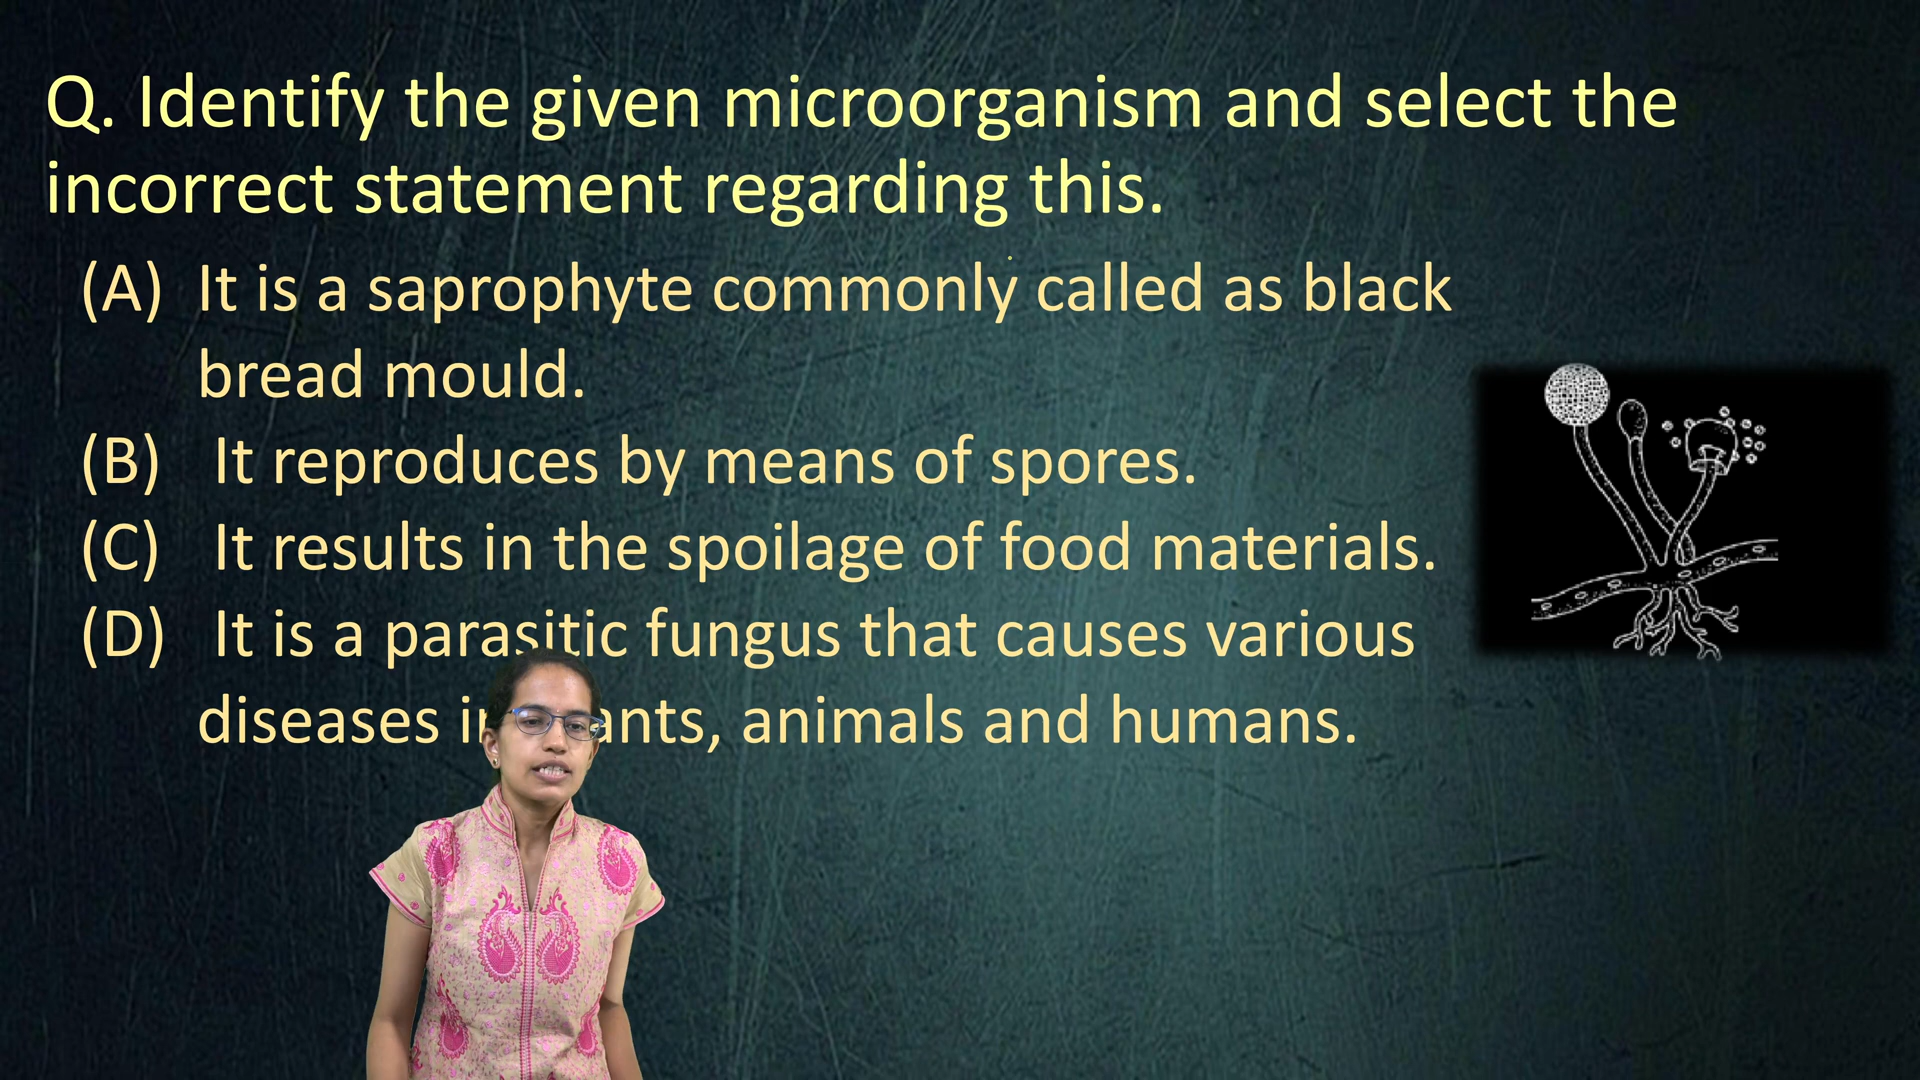 Q. Identify the given microorganism and select the
incorrect statement regarding this.
(A) It is a saprophyte commonly called as black
bread mould.
(B) It reproduces by means of spores.
(C) It results in the spoilage of food materials.
(D) It is a parasitic fungus that causes various
diseases animals and humans.